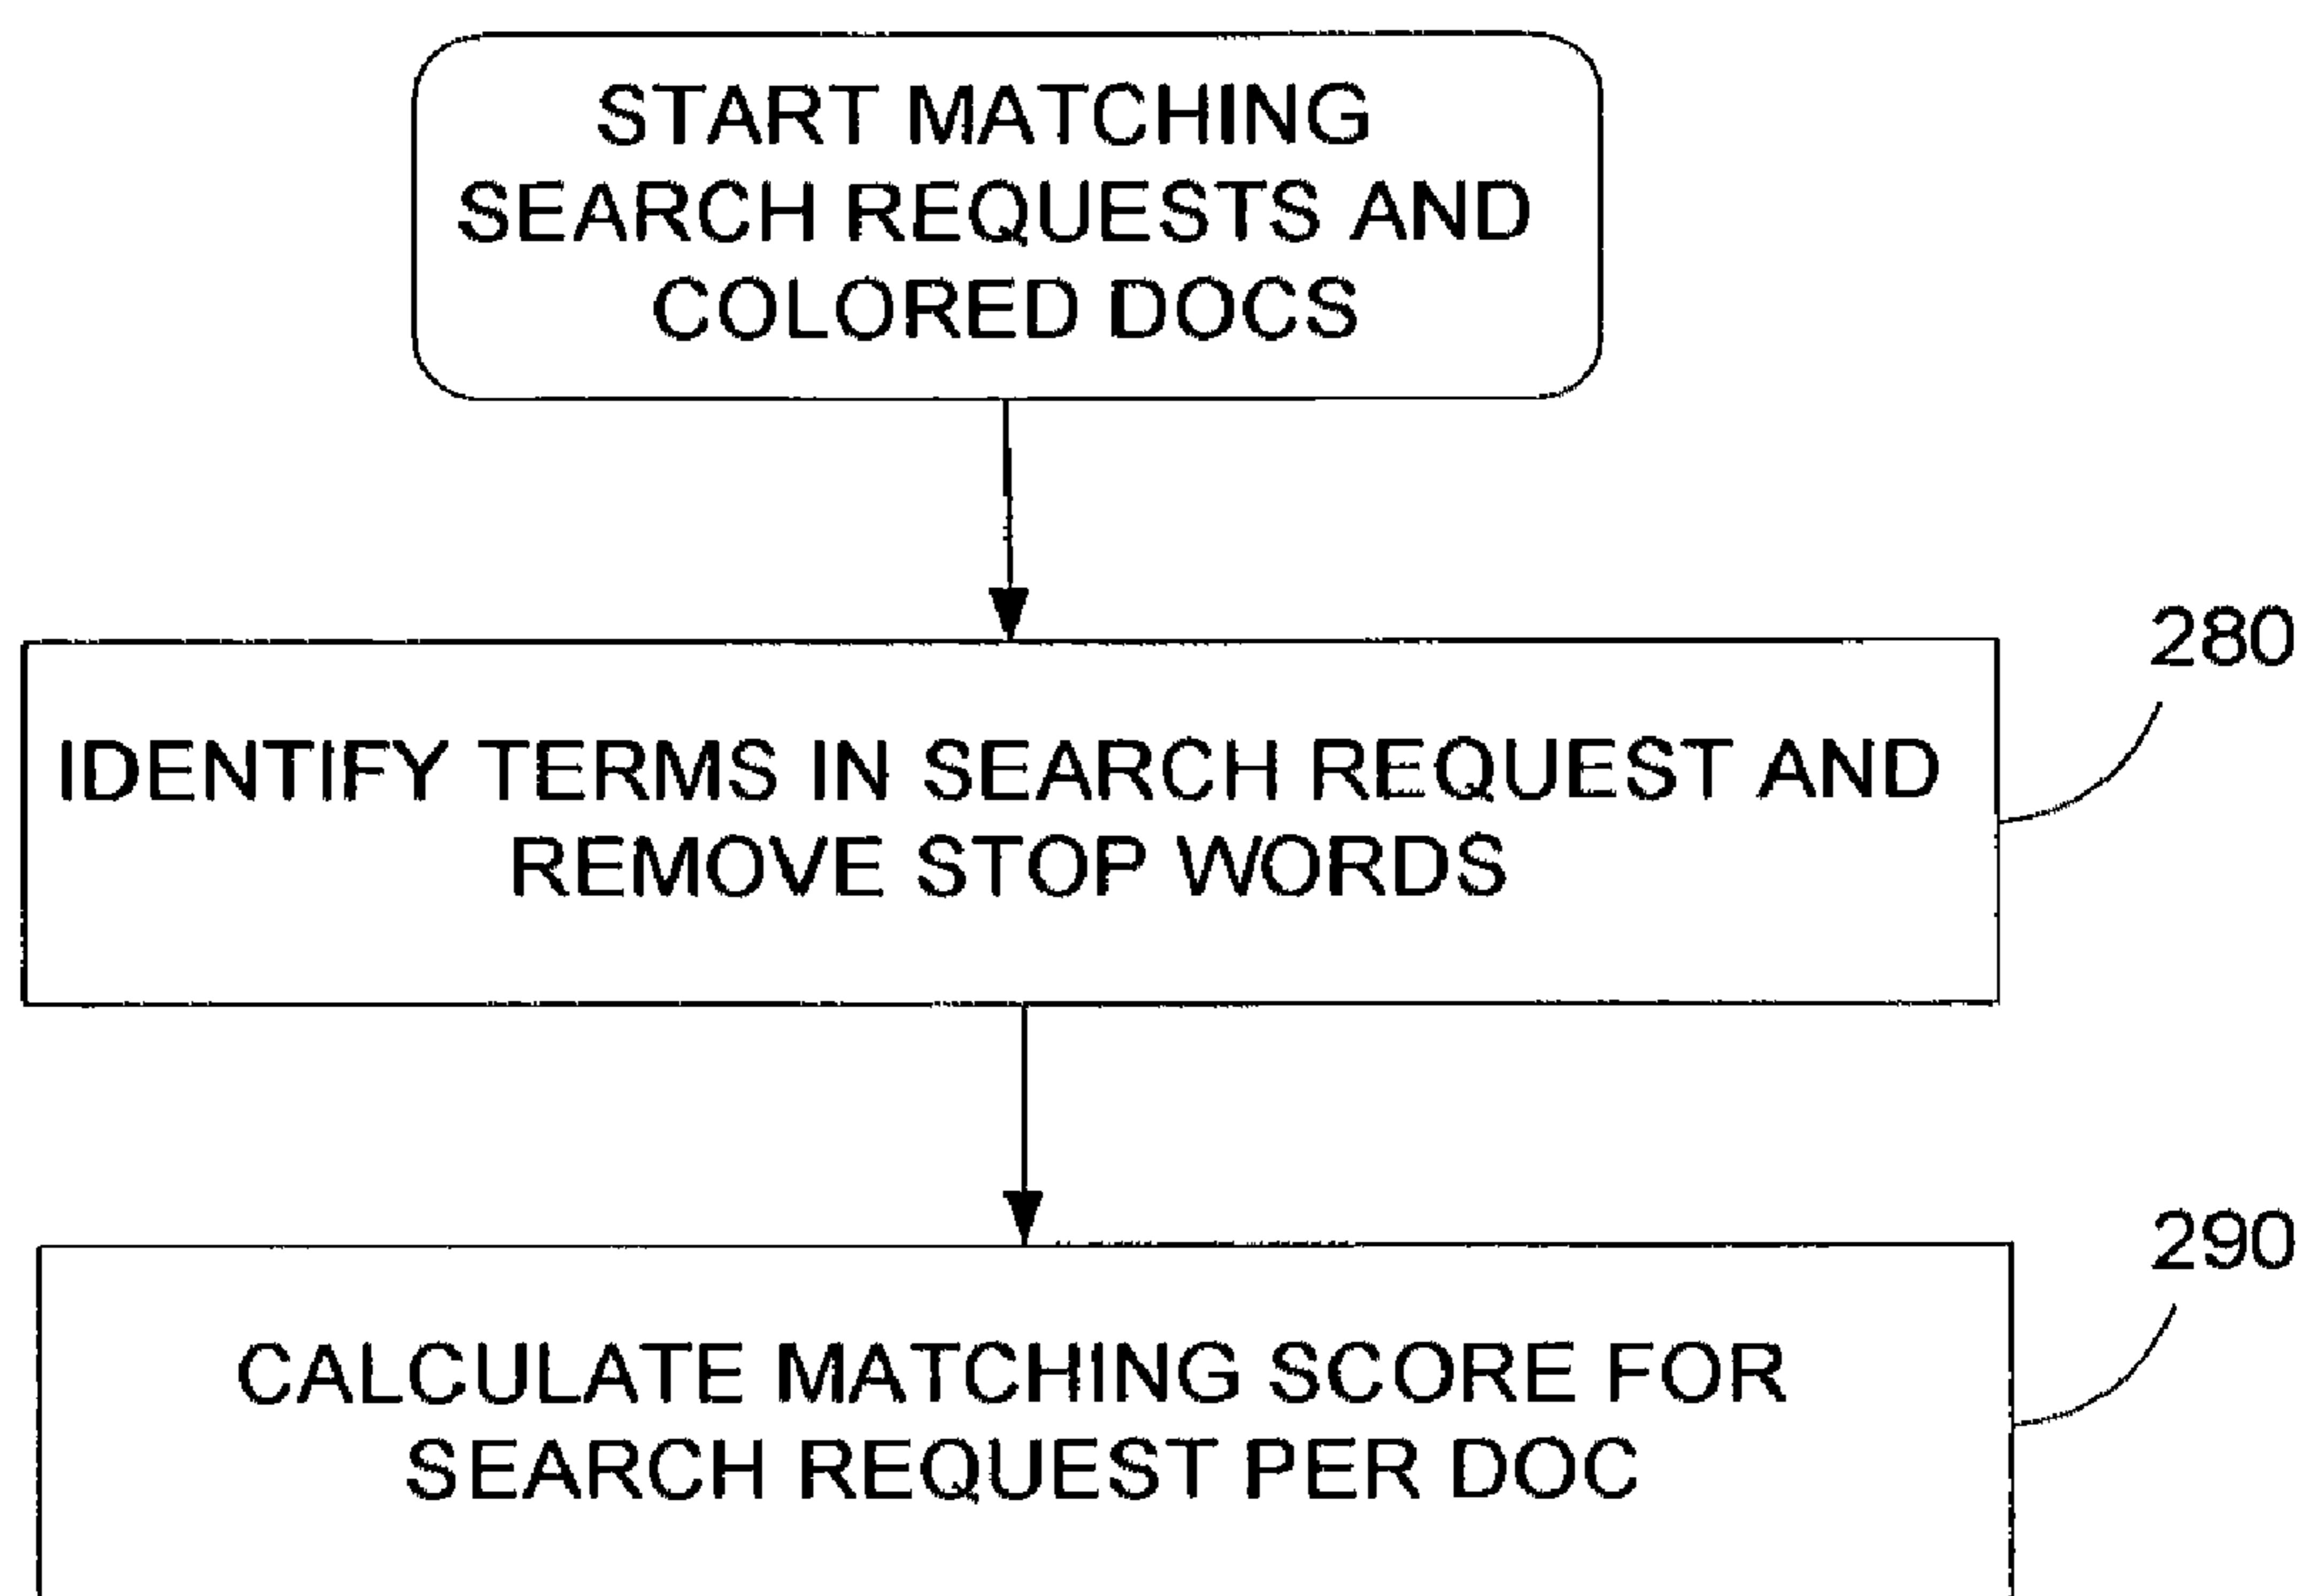 START MATCHING
SEARCH REQUESTS AND
COLORED DOCS
280
IDENTIFY TERMS IN SEARCH REQUEST AND
REMOVE STOP WORDS
290
CALCULATE MATCHING SCORE FOR
SEARCH REQUEST PER DOC